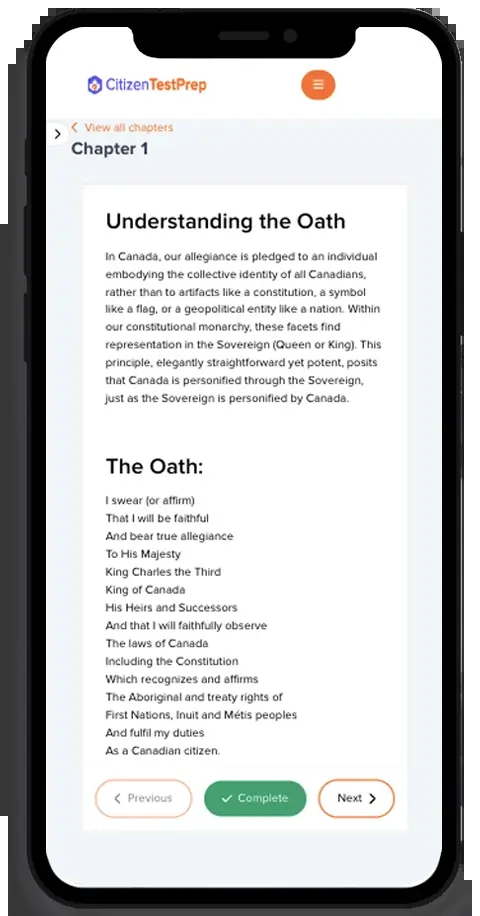 CitizenTestPrep
View all chapters
Chapter 1
Understanding the Oath
In Canada, our allegiance is pledged to an individual
embodying the collective identity of all Canadians,
rather than to artifacts like a constitution, a symbol
like a flag, or a geopolitical entity like a nation. Within
our constitutional monarchy, these facets find
representation in the Sovereign (Queen or King). This
principle, elegantly straightforward yet potent, posits
that Canada is personified through the Sovereign,
just as the Sovereign is personified by Canada.
The Oath:
I swear (or affirm)
That I will be faithful
And bear true allegiance
To His Majesty
King Charles the Third
King of Canada
His Heirs and Successors
And that I will faithfully observe
The laws of Canada
Including the Constitution
Which recognizes and affirms
The Aboriginal and treaty rights of
First Nations, Inuit and Métis peoples
And fulfil my duties
As a Canadian citizen.
Previous Complete Next